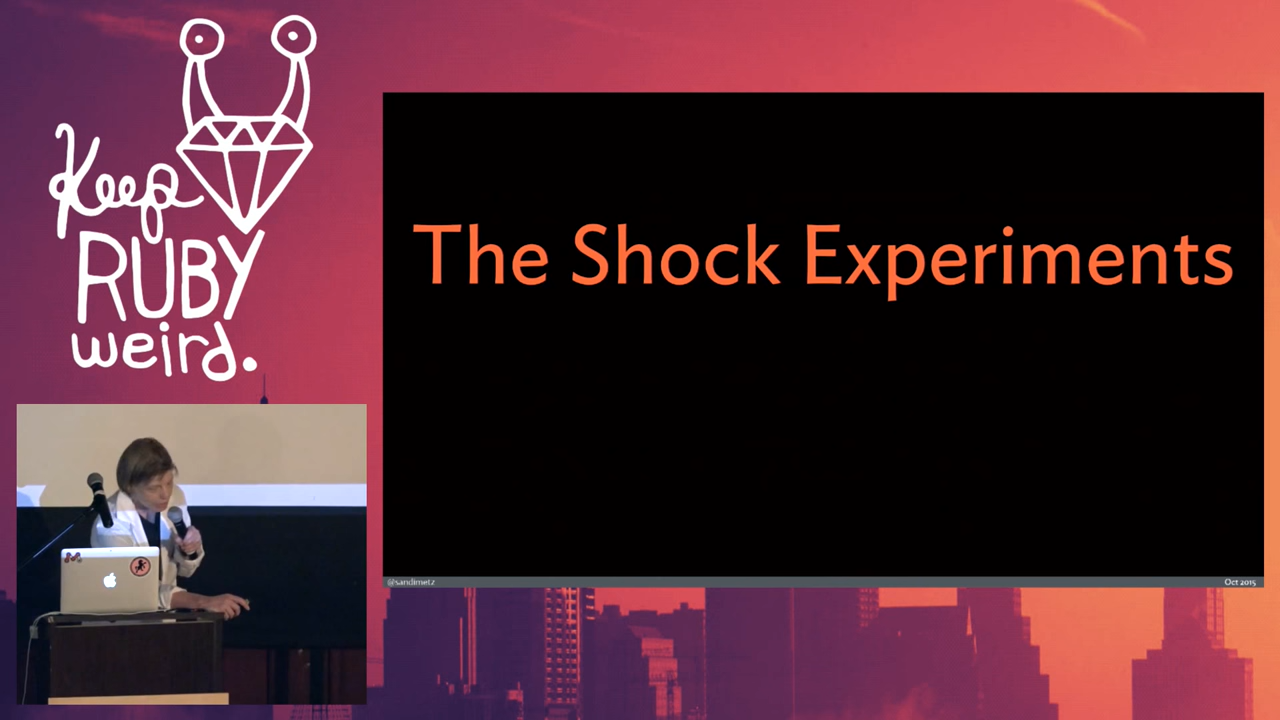 Keep
RUBY
weird.
The Shock Experiments
@sandimetz
Oct 2015